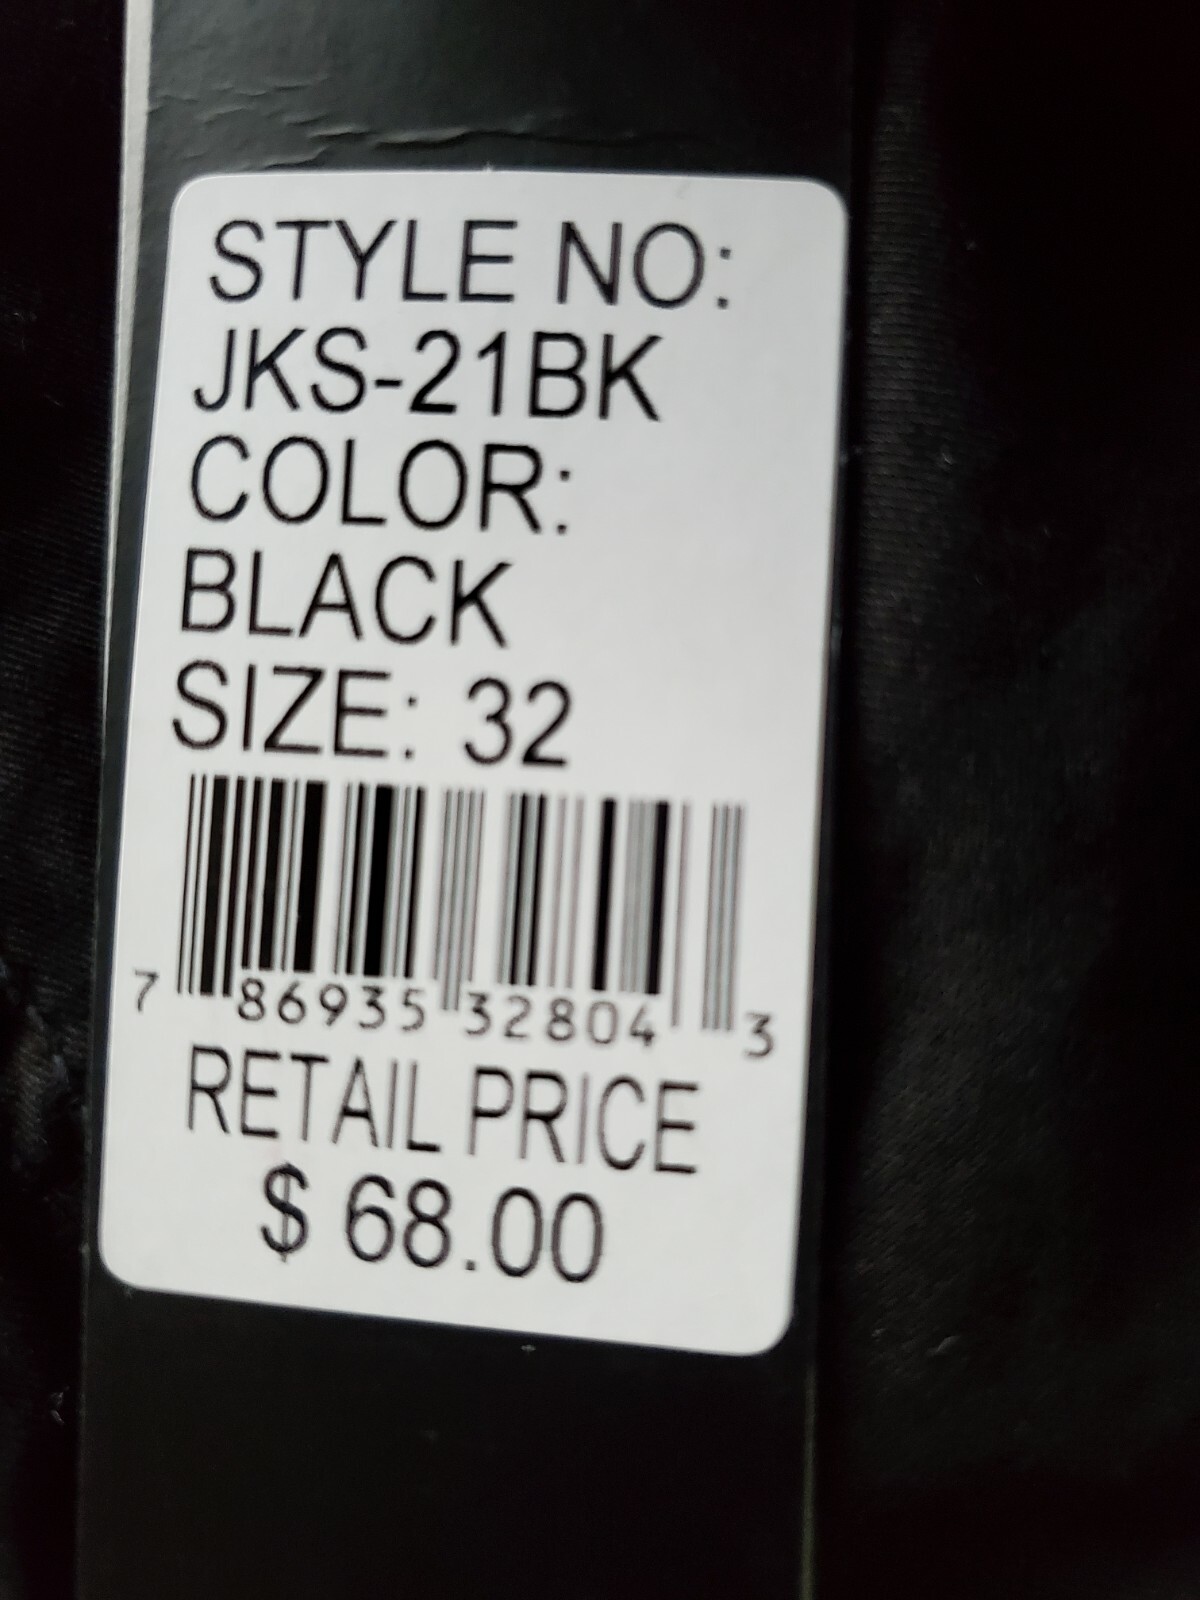 STYLE NO:
JKS-21BK
COLOR:
BLACK
SIZE: 32
7 86935 32804 3
RETAIL PRICE
$ 68.00